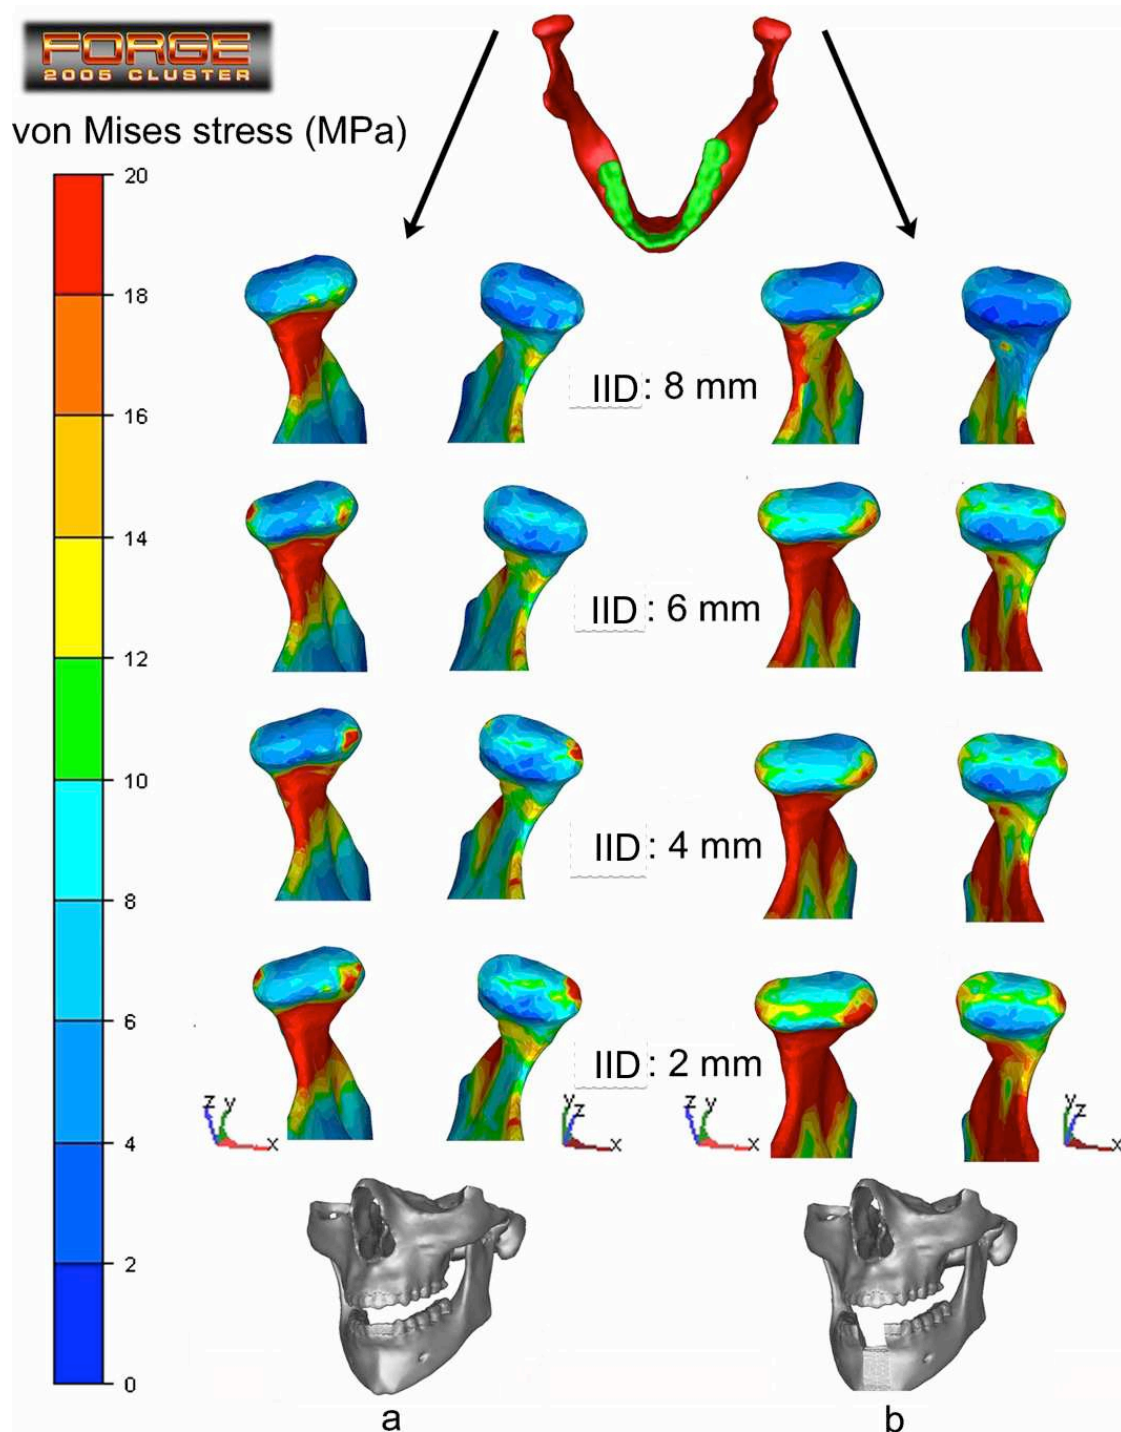 FORGE
2005 CLUSTER
von Mises stress (MPa)
20
18
16
14
12
10
8
6
4
2
0
IID : 8 mm
IID : 6 mm
IID : 4 mm
IID : 2 mm
z y x
y z x
z y x
y z x
a
b